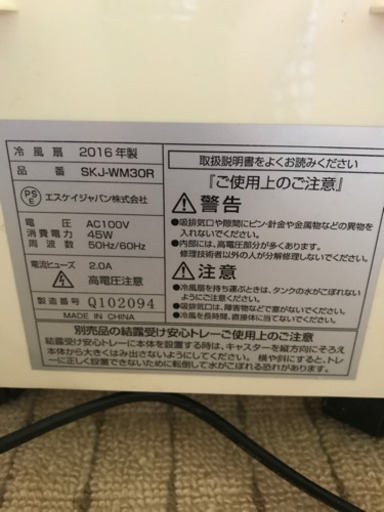 冷風扇 2016年製
品番 SKJ-WM30R
PS
E
エスケイジャパン株式会社
電圧 AC100V
消費電力 45W
周波数 50Hz/60Hz
電流ヒューズ 2.0A
高電圧注意
製造番号 Q102094
MADE IN CHINA
取扱説明書をよくお読みください
『ご使用上のご注意』
警告
●吸排気口や隙間にピン・針金や金属物などの異物を
入れないでください。
●内部には、高電圧部分が多くあります。
修理技術者以外の人が分解修理しないでください。
注意
●冷風扇を持ち運ぶときは、タンクの水がこぼれない
ようにご注意ください。
●吸排気口は、障害物などで塞がないでください。
●冷風を長時間、直接体に当てないでください。
別売品の結露受け安心トレーご使用上のご注意
結露受け安心トレーに本体を設置する時は、キャスターを縦方向にそろえ
本体から大きくはみ出さないようにしてください。 横や斜にすると、トレ
ーに正しく設置できないために転倒して水がこぼれる恐れがあります。